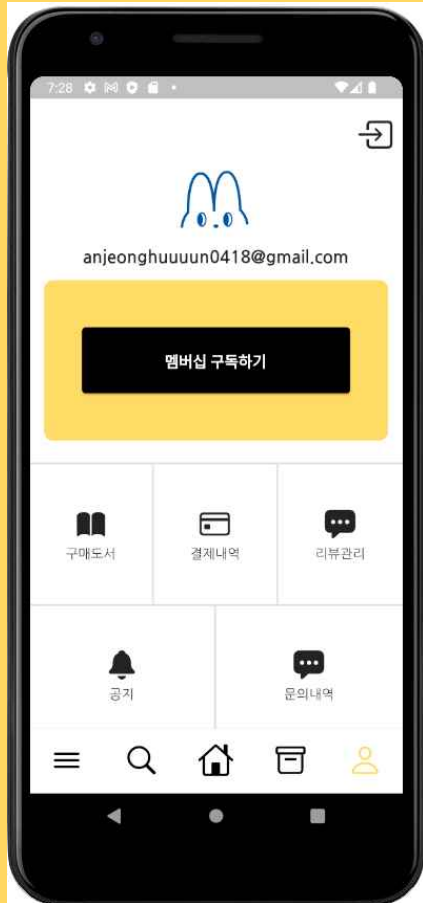 7:28
anjeonghuuuun0418@gmail.com
멤버십 구독하기
구매도서
결제내역
리뷰관리
공지
문의내역